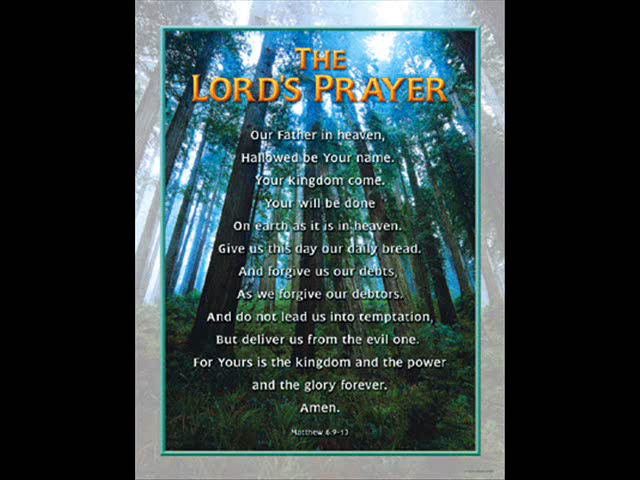 THE
LORD'S PRAYER
Our Father in heaven,
Hallowed be Your name.
Your kingdom come.
Your will be done
On earth as it is in heaven.
Give us this day our daily bread.
And forgive us our debts,
As we forgive our debtors.
And do not lead us into temptation,
But deliver us from the evil one.
For Yours is the kingdom and the power
and the glory forever.
Amen.
Matthew 6:9-13